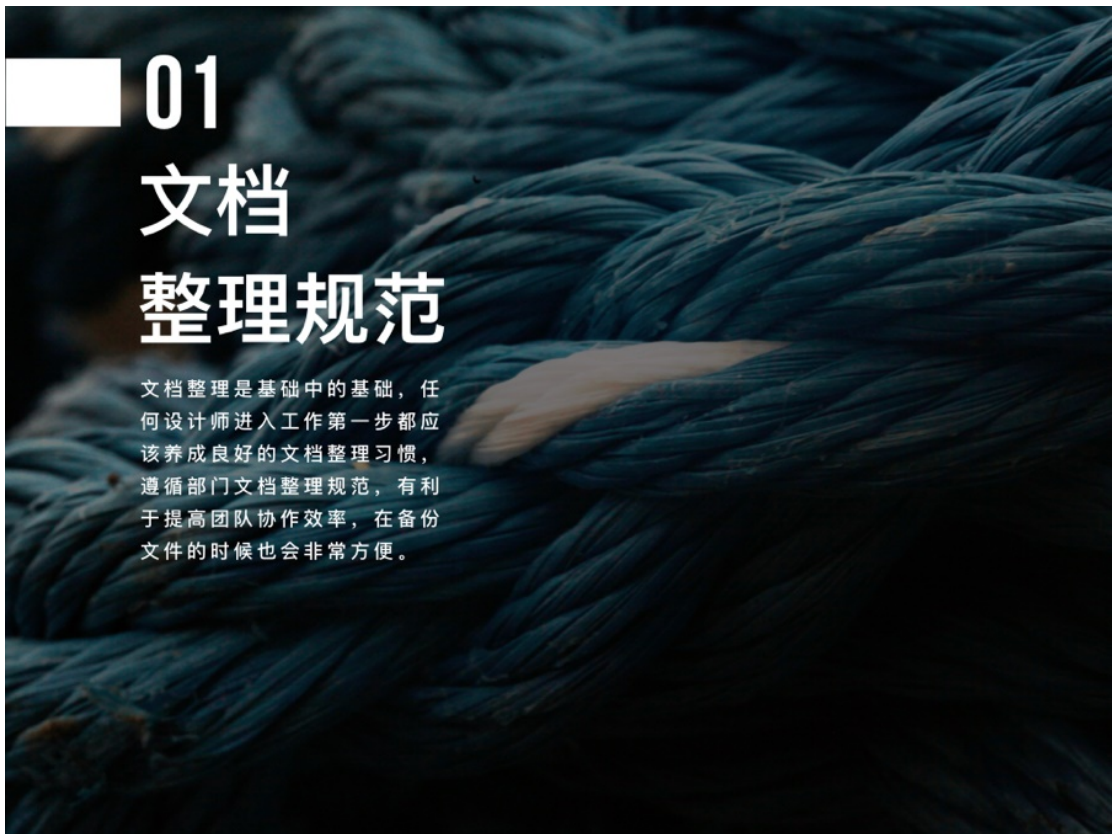 01
文档
整理规范
文档整理是基础中的基础，任
何设计师进入工作第一步都应
该养成良好的文档整理习惯，
遵循部门文档整理规范，有利
于提高团队协作效率，在备份
文件的时候也会非常方便。